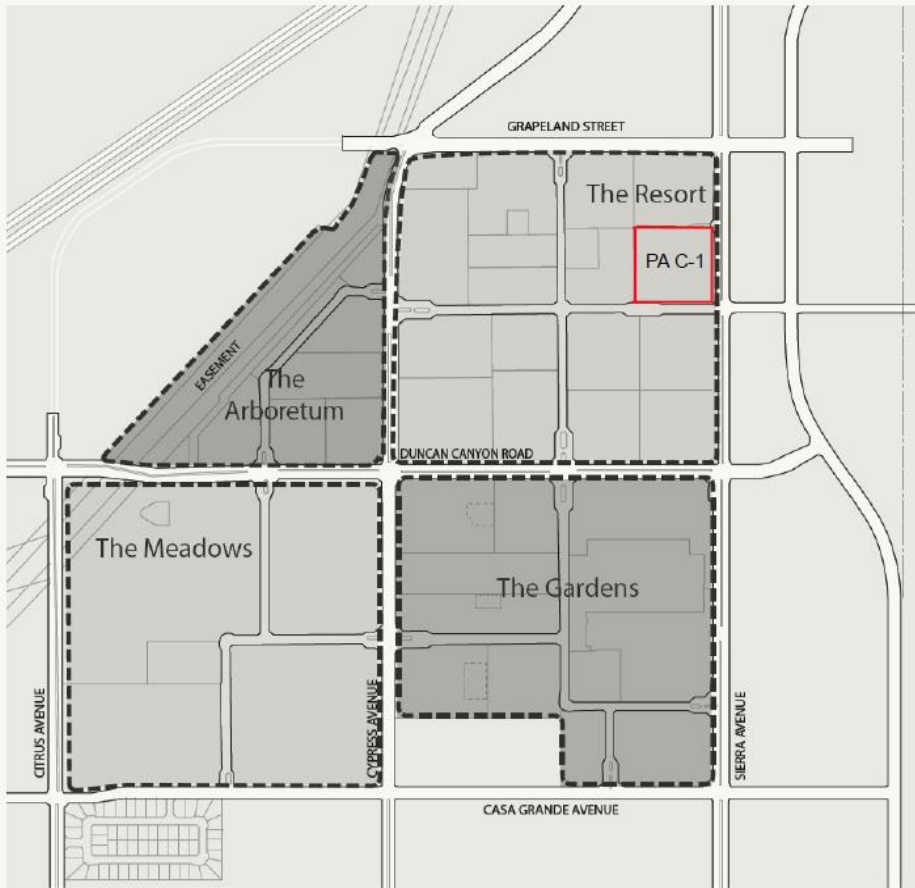 GRAPELAND STREET
The Resort
PA C-1
EASEMENT
The
Arboretum
DUNCAN CANYON ROAD
The Meadows
The Gardens
CITRUS AVENUE
CYPRESS AVENUE
SIERRA AVENUE
CASA GRANDE AVENUE